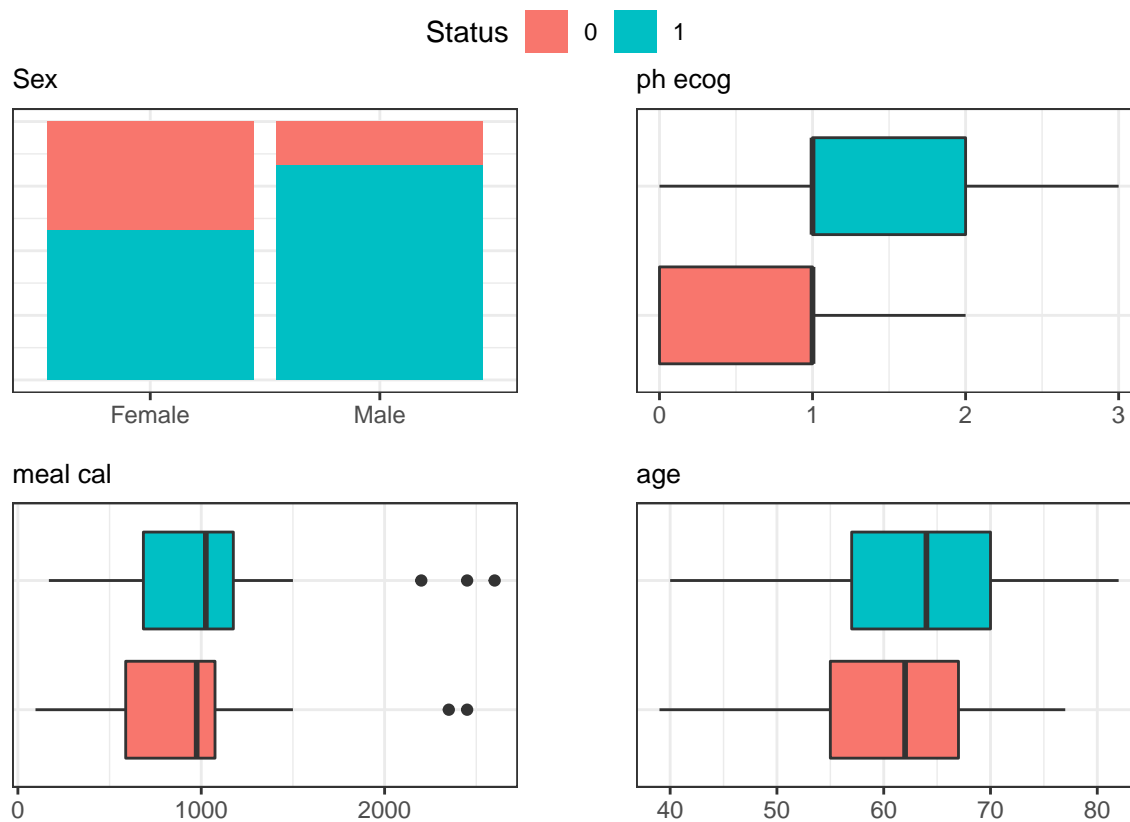 Status 0 1
Sex
Female Male
ph ecog
0 1 2 3
meal cal
0 1000 2000
age
40 50 60 70 80